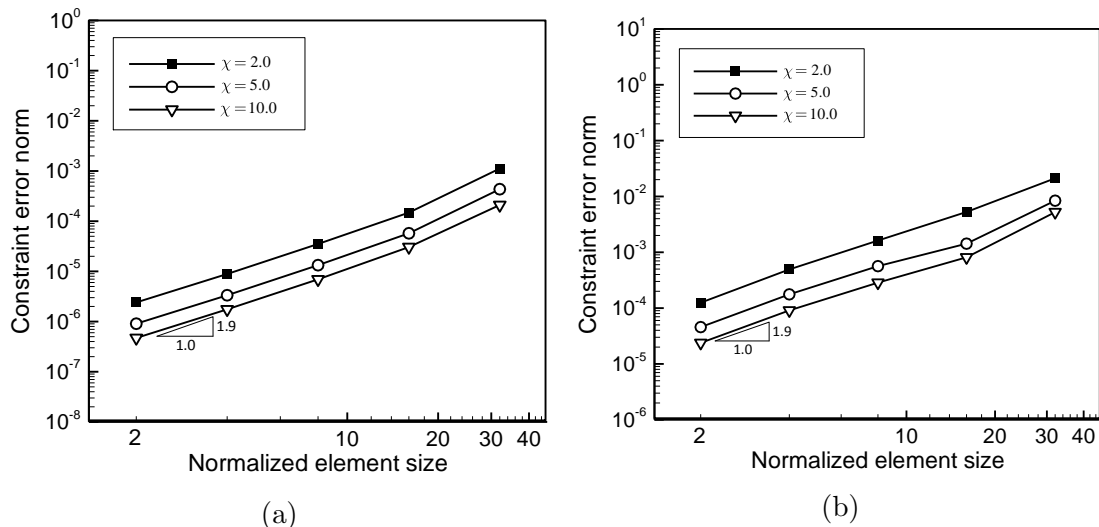 10^0
10^-1
10^-2
10^-3
10^-4
10^-5
10^-6
10^-7
10^-8
Constraint error norm
χ = 2.0
χ = 5.0
χ = 10.0
1.9
1.0
2 10 20 30 40
Normalized element size
(a)
10^1
10^0
10^-1
10^-2
10^-3
10^-4
10^-5
10^-6
Constraint error norm
χ = 2.0
χ = 5.0
χ = 10.0
1.9
1.0
2 10 20 30 40
Normalized element size
(b)